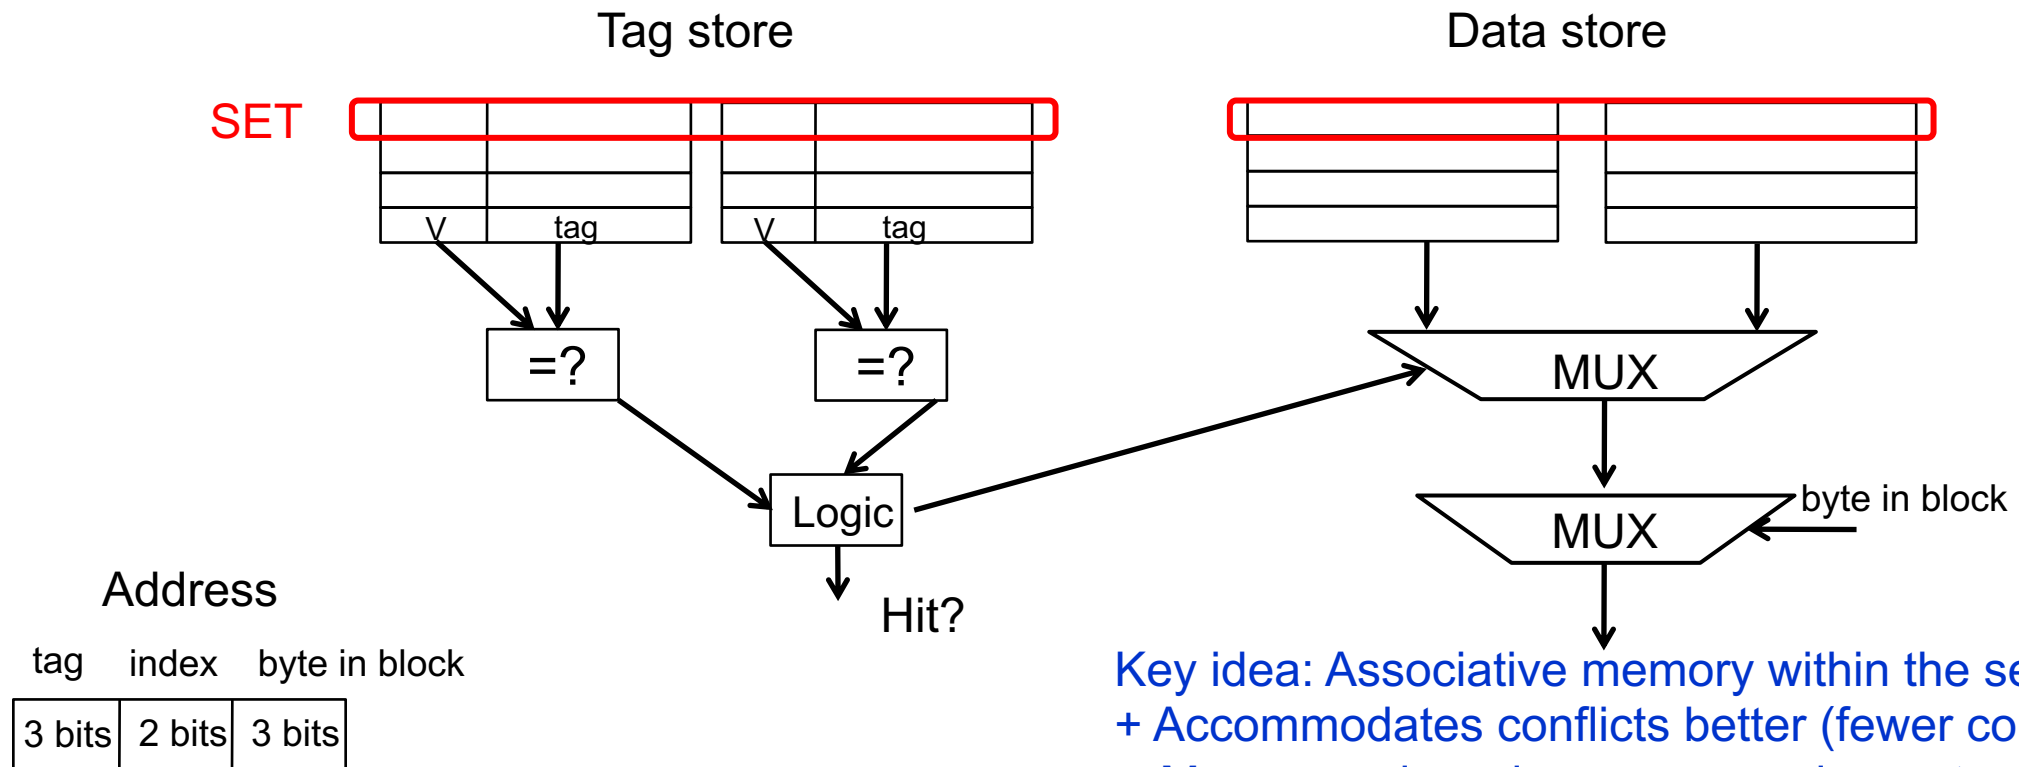 Tag store
Data store
SET
V tag V tag
=? =?
MUX
Logic
byte in block
MUX
Address
Hit?
tag index byte in block
3 bits 2 bits 3 bits
Key idea: Associative memory within the se
+ Accommodates conflicts better (fewer co